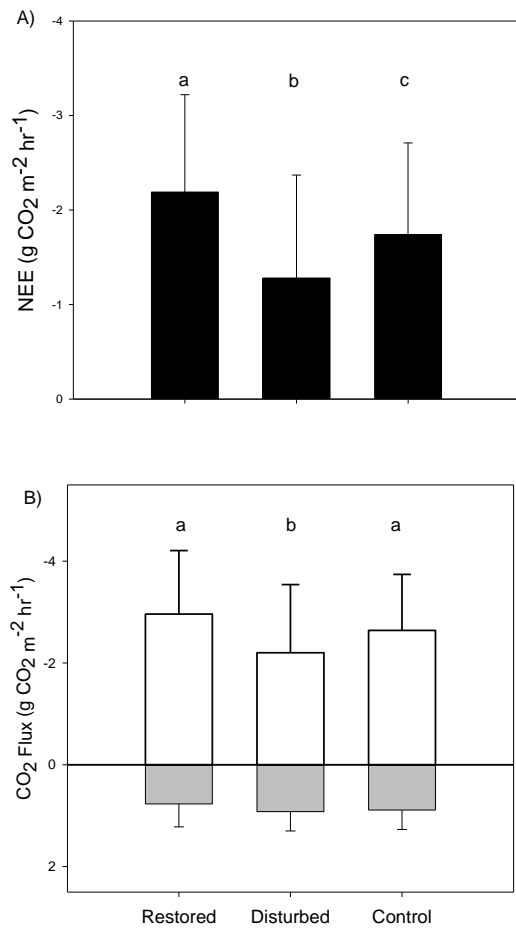 A)
-4
-3
-2
-1
0
NEE (g CO2 m-2 hr-1)
a b c
B)
-4
-2
0
2
CO2 Flux (g CO2 m-2 hr-1)
a b a
Restored Disturbed Control